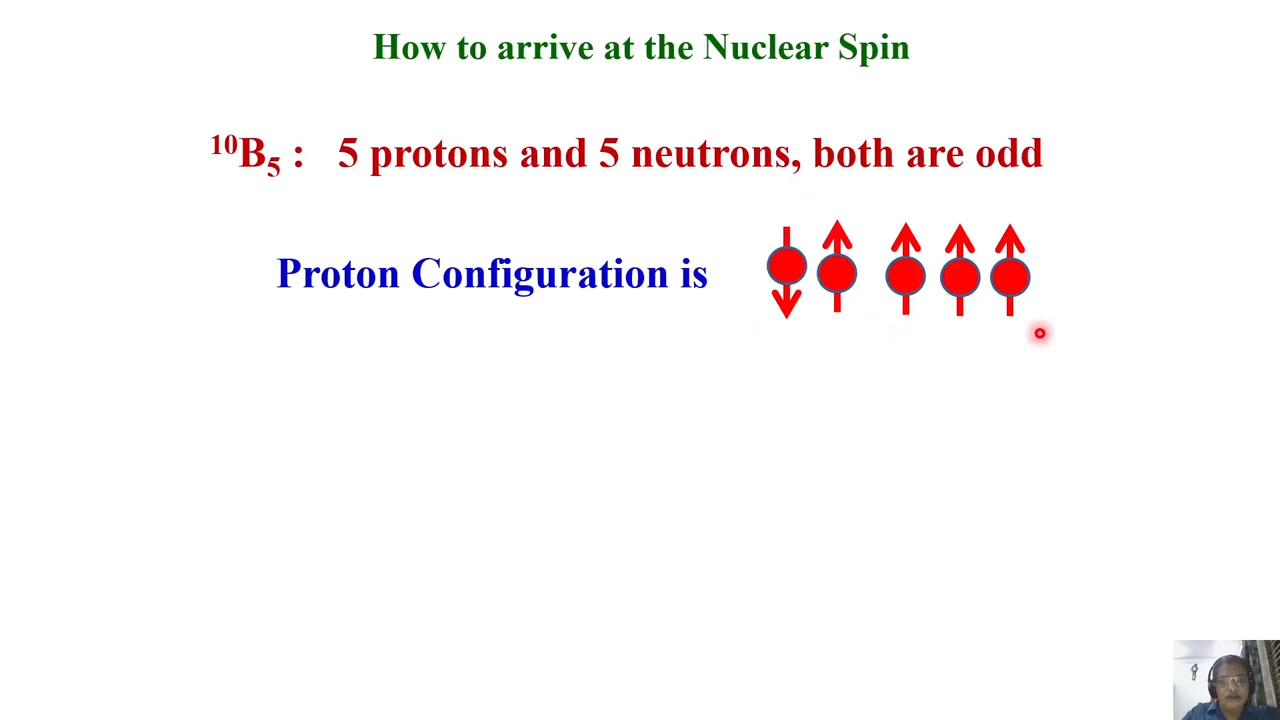 How to arrive at the Nuclear Spin
¹⁰B₅ : 5 protons and 5 neutrons, both are odd
Proton Configuration is